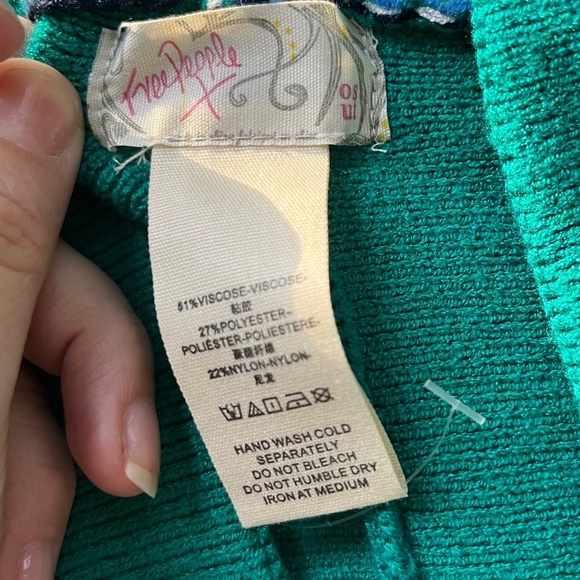 Free People
OS
U
51%VISCOSE-VISCOSE-
粘胶
27%POLYESTER-
POLIÉSTER-POLIESTERE-
聚酯纤维
22%NYLON-NYLON-
尼龙
HAND WASH COLD
SEPARATELY
DO NOT BLEACH
DO NOT HUMBLE DRY
IRON AT MEDIUM